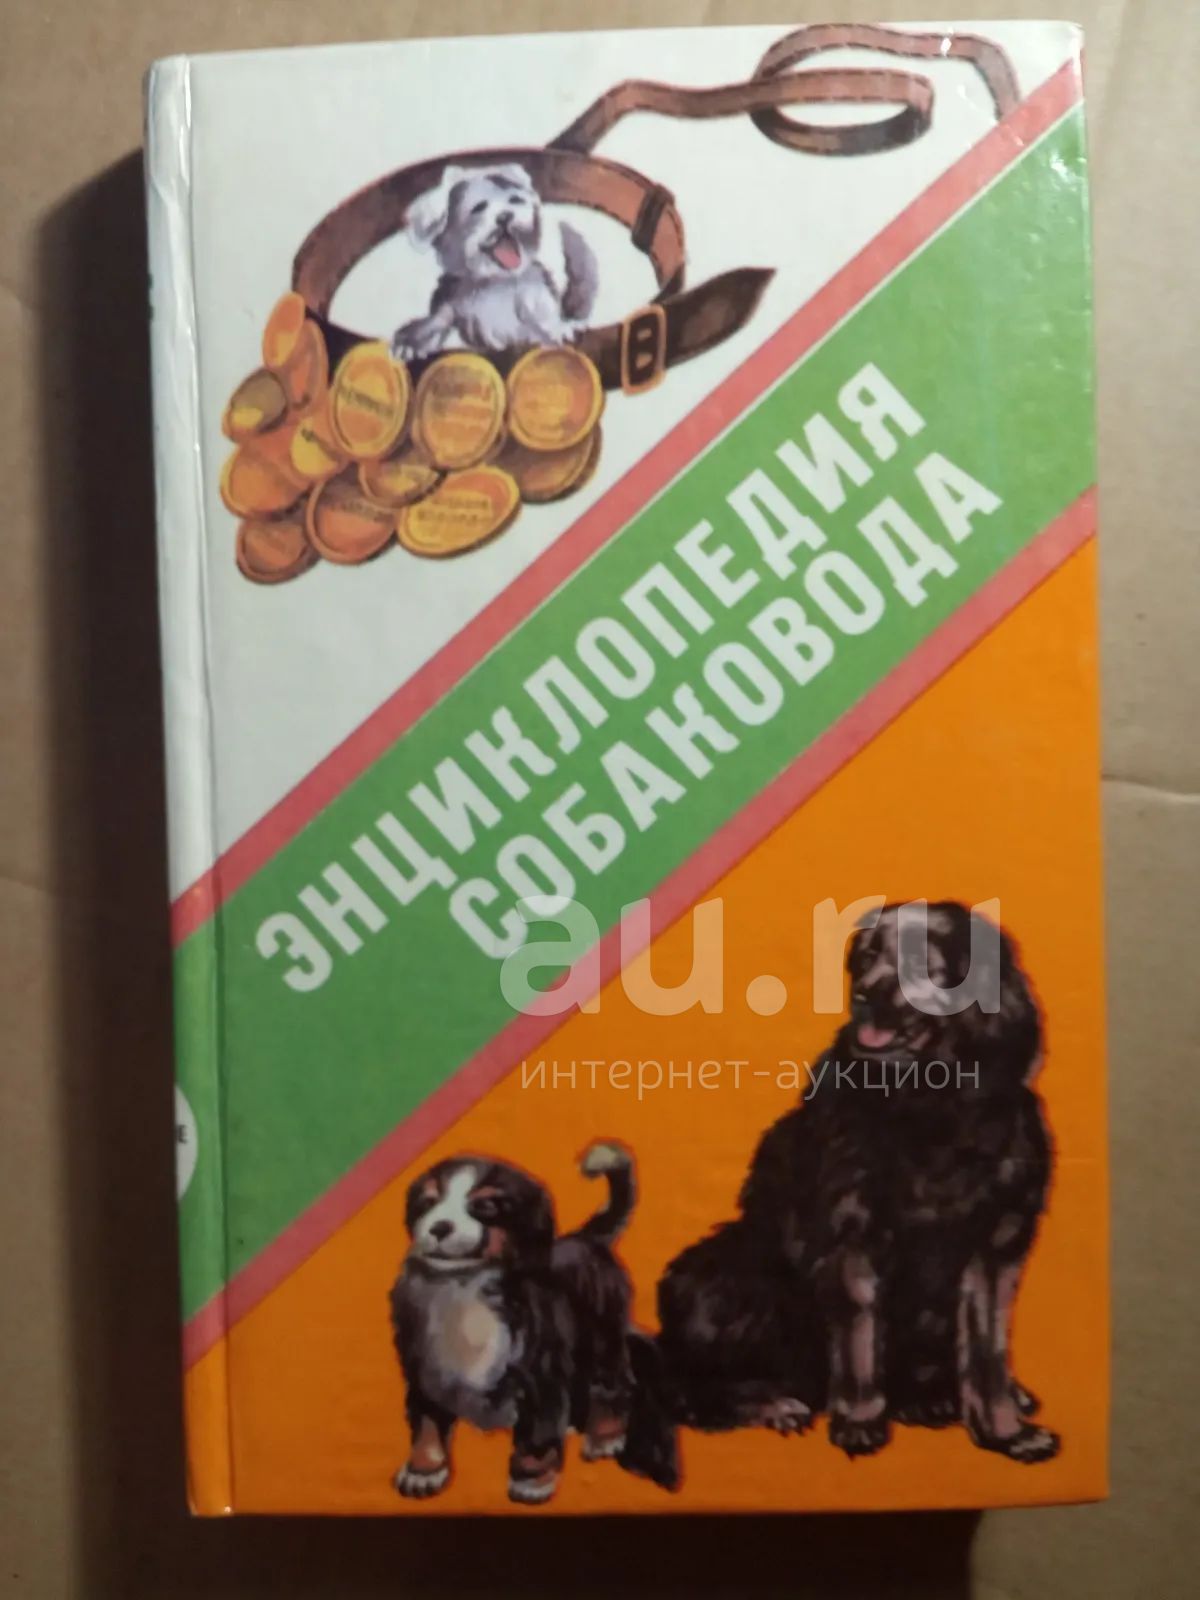 ЭНЦИКЛОПЕДИЯ
СОБАКОВОДА
au.ru
интернет-аукцион
Е